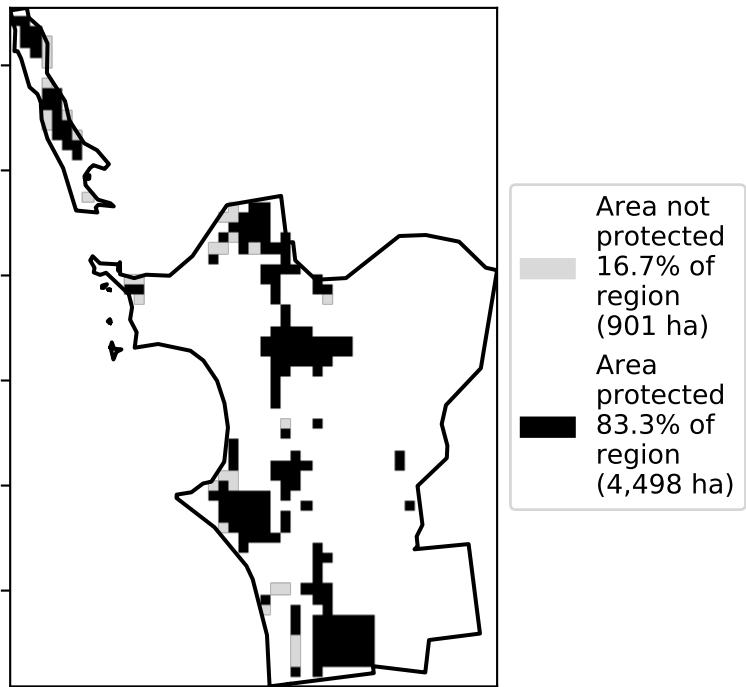 Area not
protected
16.7% of
region
(901 ha)
Area
protected
83.3% of
region
(4,498 ha)